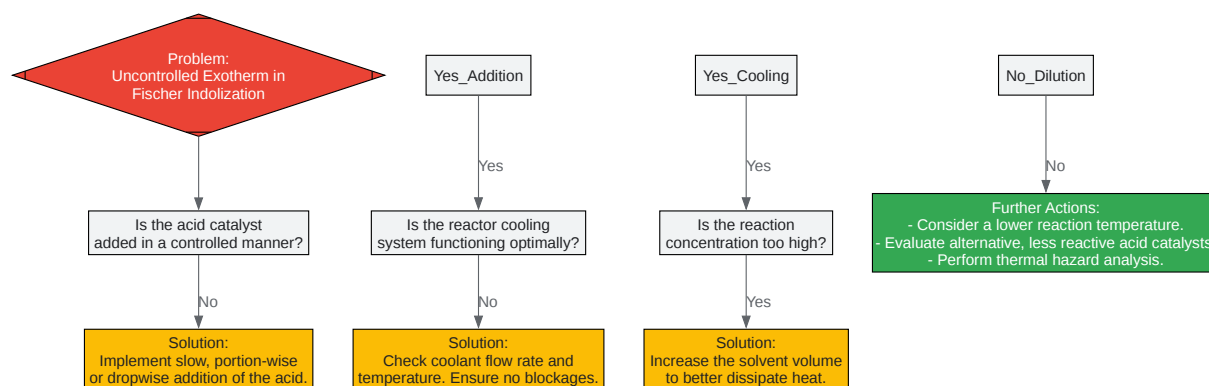 Problem:
Uncontrolled Exotherm in
Fischer Indolization
Yes_Addition
Yes_Cooling
No_Dilution
Yes
Yes
No
Is the acid catalyst
added in a controlled manner?
Is the reactor cooling
system functioning optimally?
Is the reaction
concentration too high?
Further Actions:
- Consider a lower reaction temperature.
- Evaluate alternative, less reactive acid catalysts
- Perform thermal hazard analysis.
No
No
Yes
Solution:
Implement slow, portion-wise
or dropwise addition of the acid.
Solution:
Check coolant flow rate and
temperature. Ensure no blockages.
Solution:
Increase the solvent volume
to better dissipate heat.